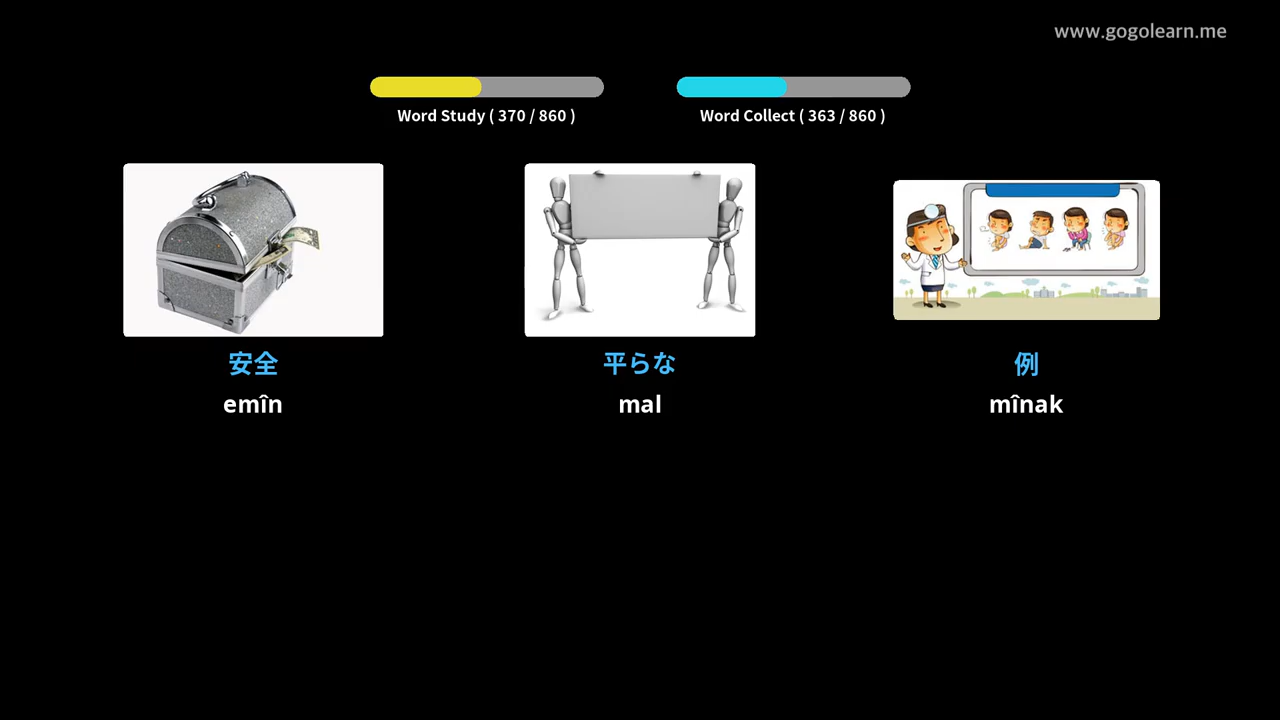 www.gogolearn.me
Word Study ( 370 / 860 )
Word Collect ( 363 / 860 )
安全
emîn
平らな
mal
例
mînak